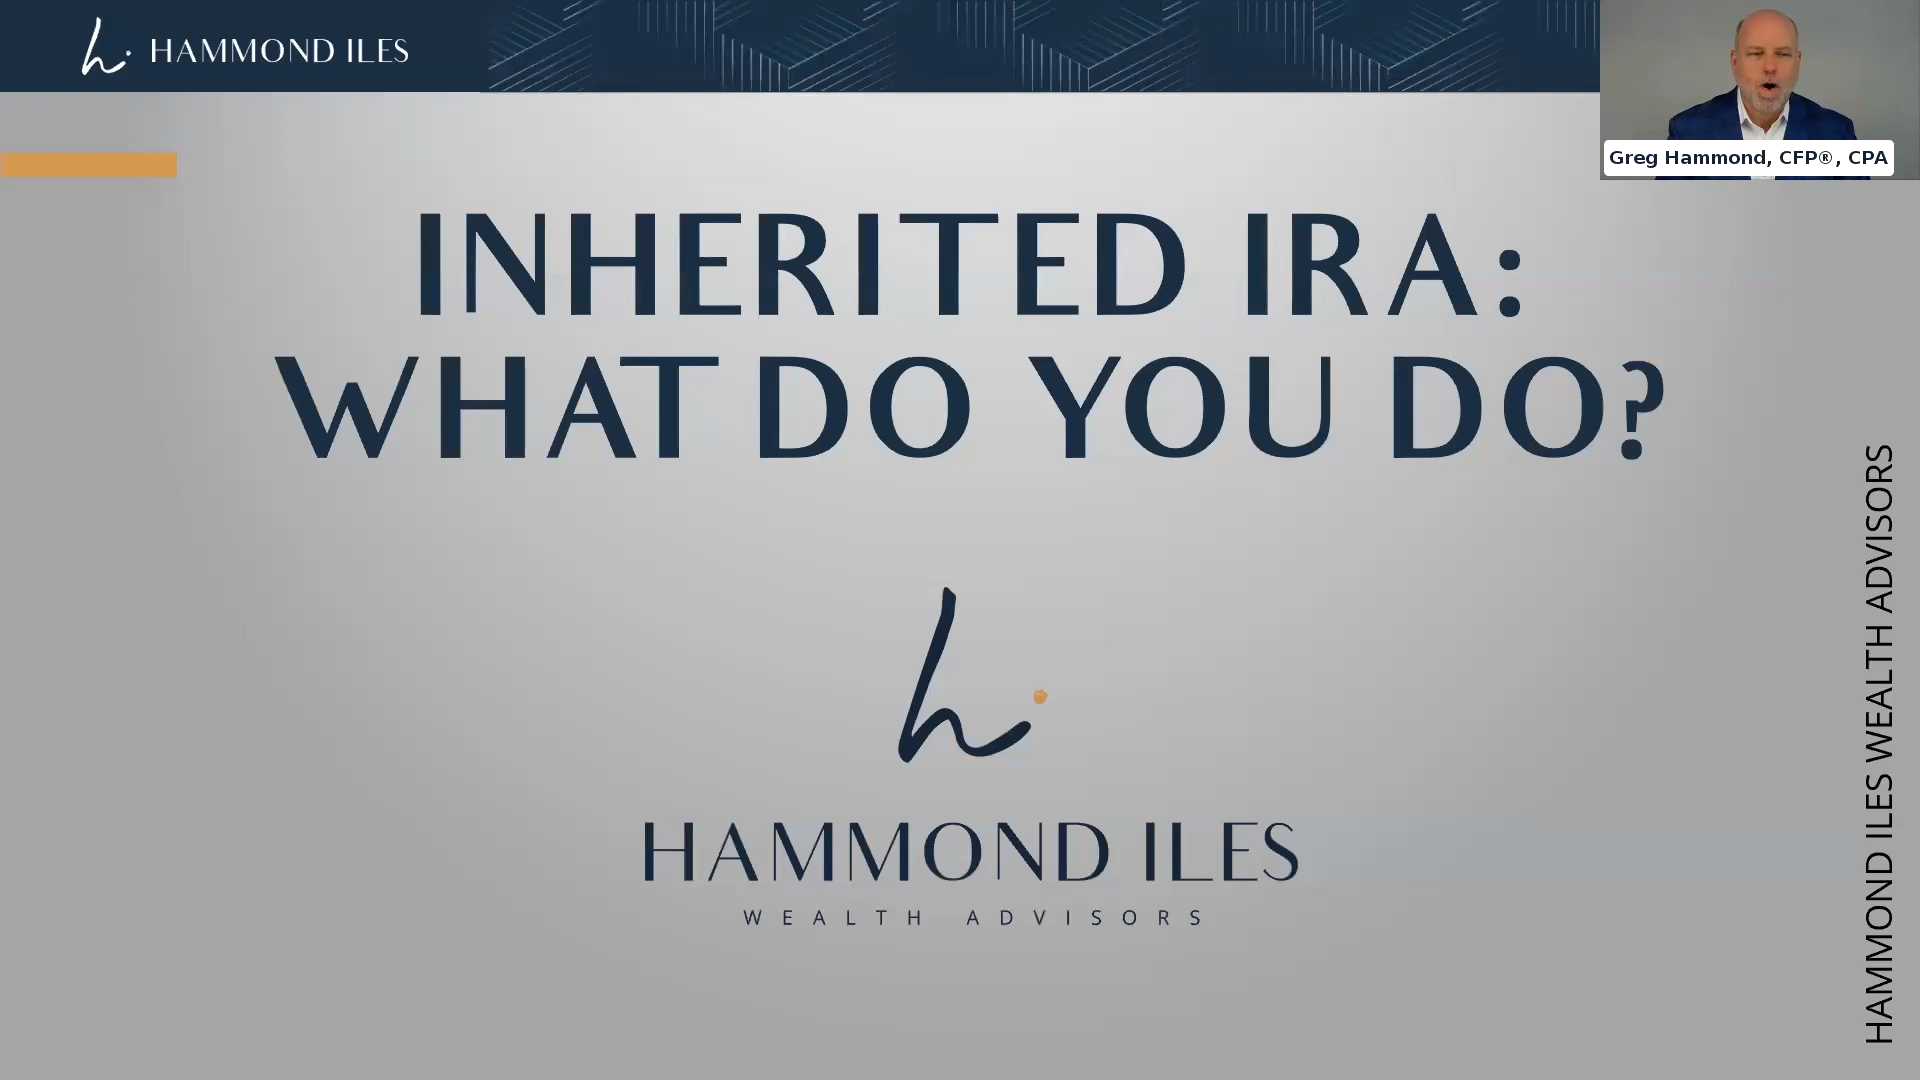 HAMMOND ILES
Greg Hammond, CFP®, CPA
INHERITED IRA:
WHAT DO YOU DO?
h.
HAMMOND ILES
WEALTH ADVISORS
HAMMOND ILES WEALTH ADVISORS